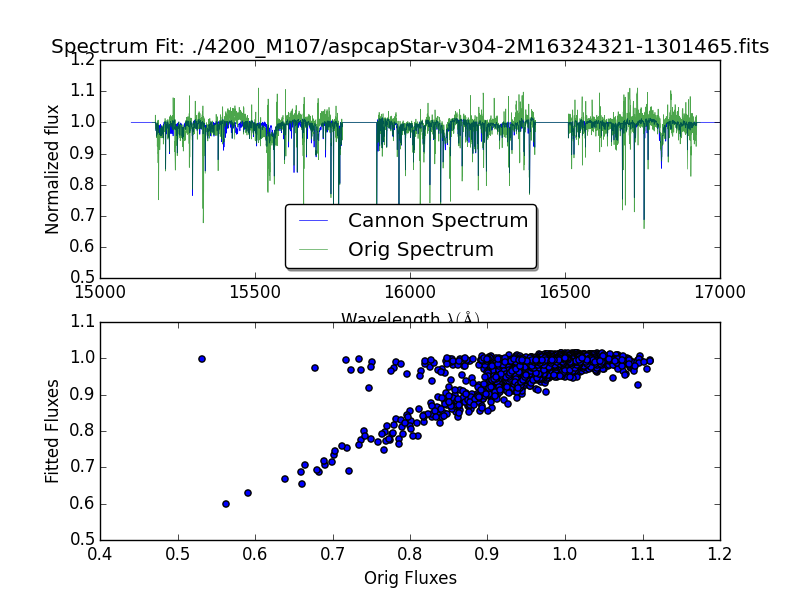 Spectrum Fit: ./4200_M107/aspcapStar-v304-2M16324321-1301465.fits
1.2
1.1
1.0
0.9
0.8
0.7
0.6
0.5
Normalized flux
Cannon Spectrum
Orig Spectrum
15000 15500 16000 16500 17000
Wavelength λ(Å)
1.1
1.0
0.9
0.8
0.7
0.6
0.5
Fitted Fluxes
0.4 0.5 0.6 0.7 0.8 0.9 1.0 1.1 1.2
Orig Fluxes